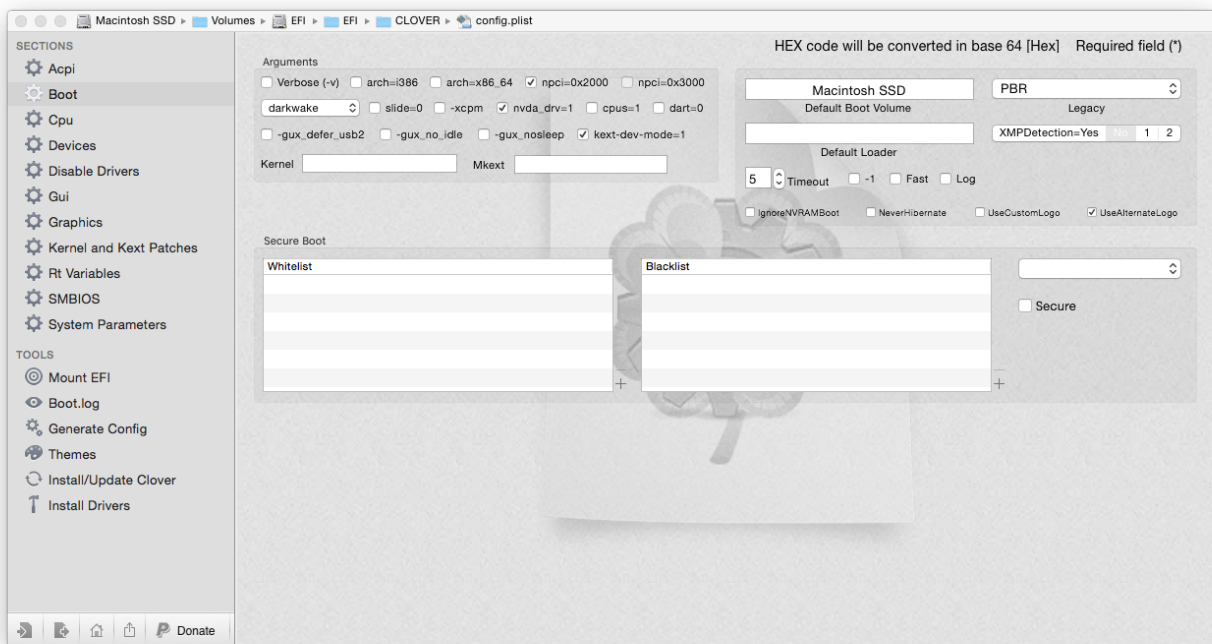 Macintosh SSD ▸ Volumes ▸ EFI ▸ EFI ▸ CLOVER ▸ config.plist
SECTIONS
Acpi
Boot
Cpu
Devices
Disable Drivers
Gui
Graphics
Kernel and Kext Patches
Rt Variables
SMBIOS
System Parameters
TOOLS
Mount EFI
Boot.log
Generate Config
Themes
Install/Update Clover
Install Drivers
Donate
HEX code will be converted in base 64 [Hex] Required field (*)
Arguments
Verbose (-v) arch=i386 arch=x86_64 npci=0x2000 npci=0x3000
darkwake slide=0 -xcpm nvda_drv=1 cpus=1 dart=0
-gux_defer_usb2 -gux_no_idle -gux_nosleep kext-dev-mode=1
Kernel Mkext
Macintosh SSD
Default Boot Volume
PBR
Legacy
Default Loader
XMPDetection=Yes No 1 2
5 Timeout -1 Fast Log
IgnoreNVRAMBoot NeverHibernate UseCustomLogo UseAlternateLogo
Secure Boot
Whitelist
Blacklist
Secure